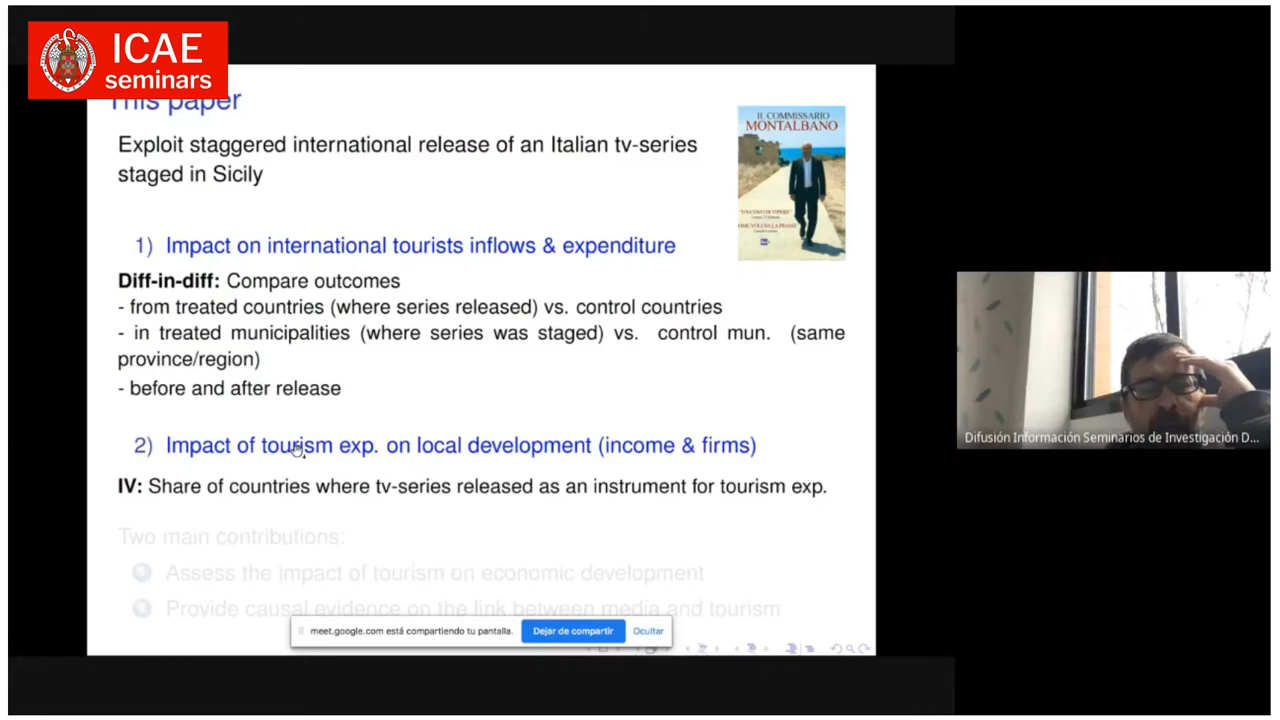 ICAE
seminars
This paper
Exploit staggered international release of an Italian tv-series
staged in Sicily
IL COMMISSARIO
MONTALBANO
1) Impact on international tourists inflows & expenditure
Diff-in-diff: Compare outcomes
- from treated countries (where series released) vs. control countries
- in treated municipalities (where series was staged) vs. control mun. (same
province/region)
- before and after release
2) Impact of tourism exp. on local development (income & firms)
IV: Share of countries where tv-series released as an instrument for tourism exp.
Two main contributions:
Assess the impact of tourism on economic development
Provide causal evidence on the link between media and tourism
meet.google.com está compartiendo tu pantalla. Dejar de compartir Ocultar
Difusión Información Seminarios de Investigación D...